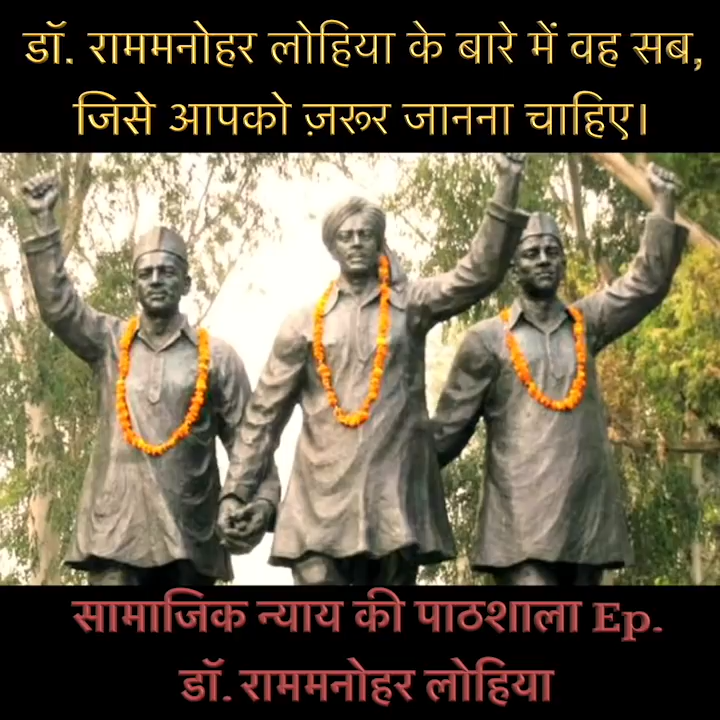 डॉ. राममनोहर लोहिया के बारे में वह सब,
जिसे आपको ज़रूर जानना चाहिए।
सामाजिक न्याय की पाठशाला Ep.
डॉ. राममनोहर लोहिया